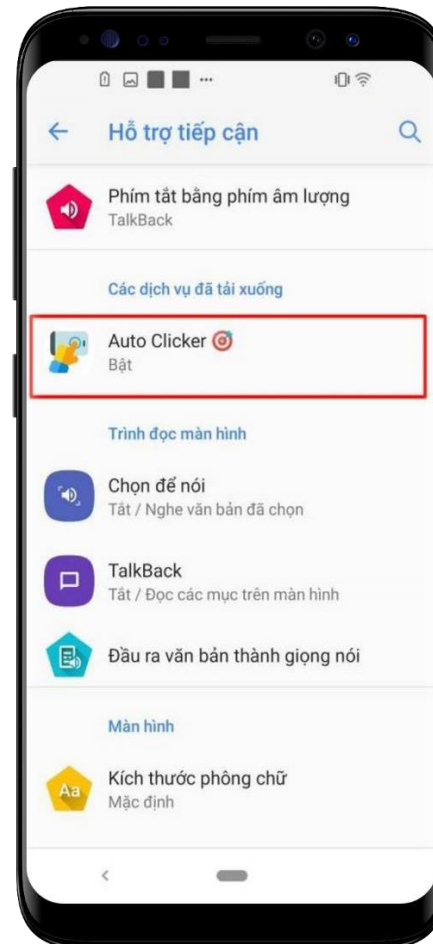 Hỗ trợ tiếp cận
Phím tắt bằng phím âm lượng
TalkBack
Các dịch vụ đã tải xuống
Auto Clicker
Bật
Trình đọc màn hình
Chọn để nói
Tắt / Nghe văn bản đã chọn
TalkBack
Tắt / Đọc các mục trên màn hình
Đầu ra văn bản thành giọng nói
Màn hình
Aa
Kích thước phông chữ
Mặc định